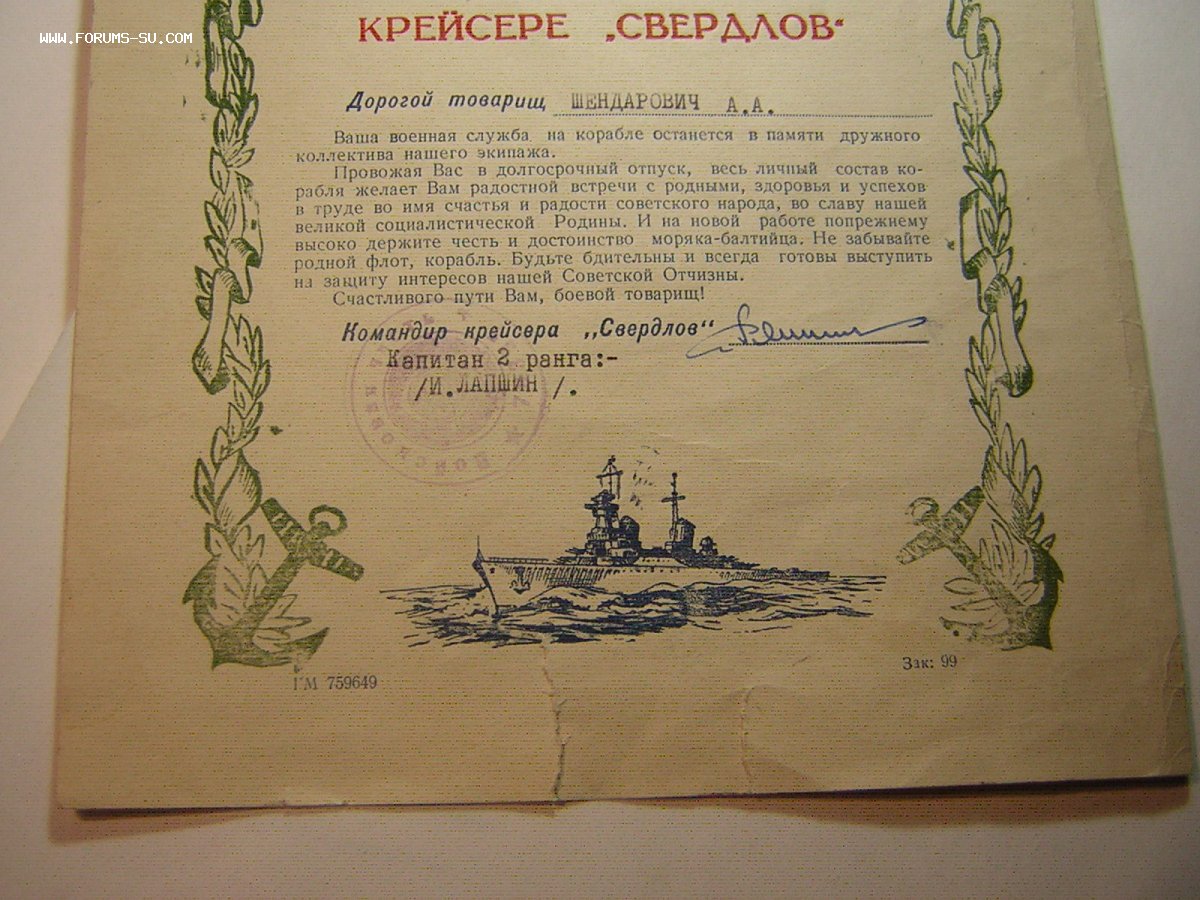 www.forums-su.com
КРЕЙСЕРЕ „СВЕРДЛОВ“
Дорогой товарищ ШЕНДАРОВИЧ А.А.
Ваша военная служба на корабле останется в памяти дружного
коллектива нашего экипажа.
Провожая Вас в долгосрочный отпуск, весь личный состав ко-
рабля желает Вам радостной встречи с родными, здоровья и успехов
в труде во имя счастья и радости советского народа, во славу нашей
великой социалистической Родины. И на новой работе попрежнему
высоко держите честь и достоинство моряка-балтийца. Не забывайте
родной флот, корабль. Будьте бдительны и всегда готовы выступить
на защиту интересов нашей Советской Отчизны.
Счастливого пути Вам, боевой товарищ!
Командир крейсера „Свердлов“
Капитан 2 ранга:-
/И.ЛАПШИН /.
ГМ 759649
Зак: 99